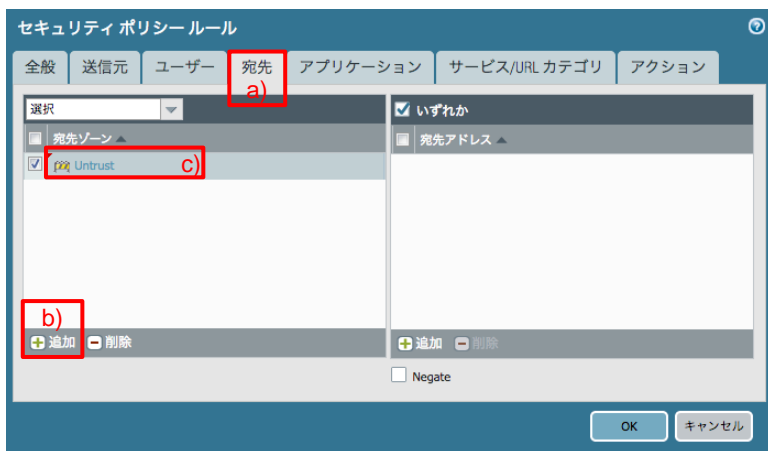 セキュリティ ポリシー ルール
全般 送信元 ユーザー 宛先 アプリケーション サービス/URL カテゴリ アクション
a)
選択
いずれか
宛先ゾーン
宛先アドレス
Untrust
c)
b)
追加 削除
追加 削除
Negate
OK キャンセル